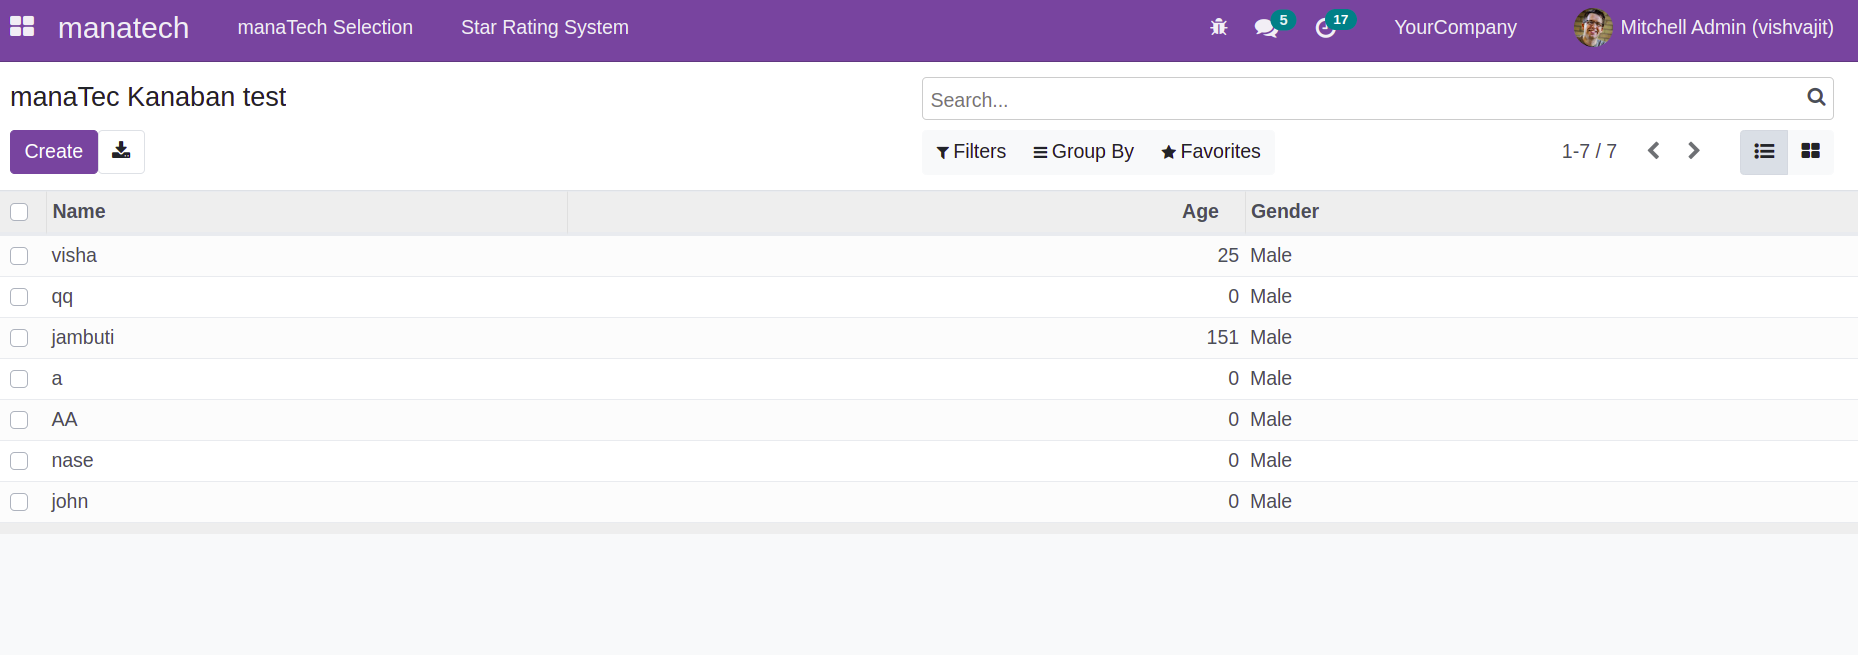 manatech manaTech Selection Star Rating System 5 17 YourCompany Mitchell Admin (vishvajit)
manaTec Kanaban test
Search...
Create Filters Group By Favorites 1-7 / 7
Name Age Gender
visha 25 Male
qq 0 Male
jambuti 151 Male
a 0 Male
AA 0 Male
nase 0 Male
john 0 Male